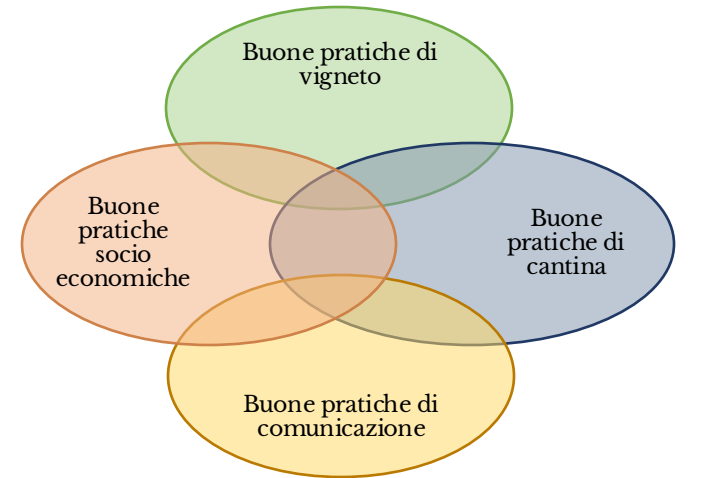 Buone pratiche di
vigneto
Buone
pratiche
socio
economiche
Buone
pratiche di
cantina
Buone pratiche di
comunicazione